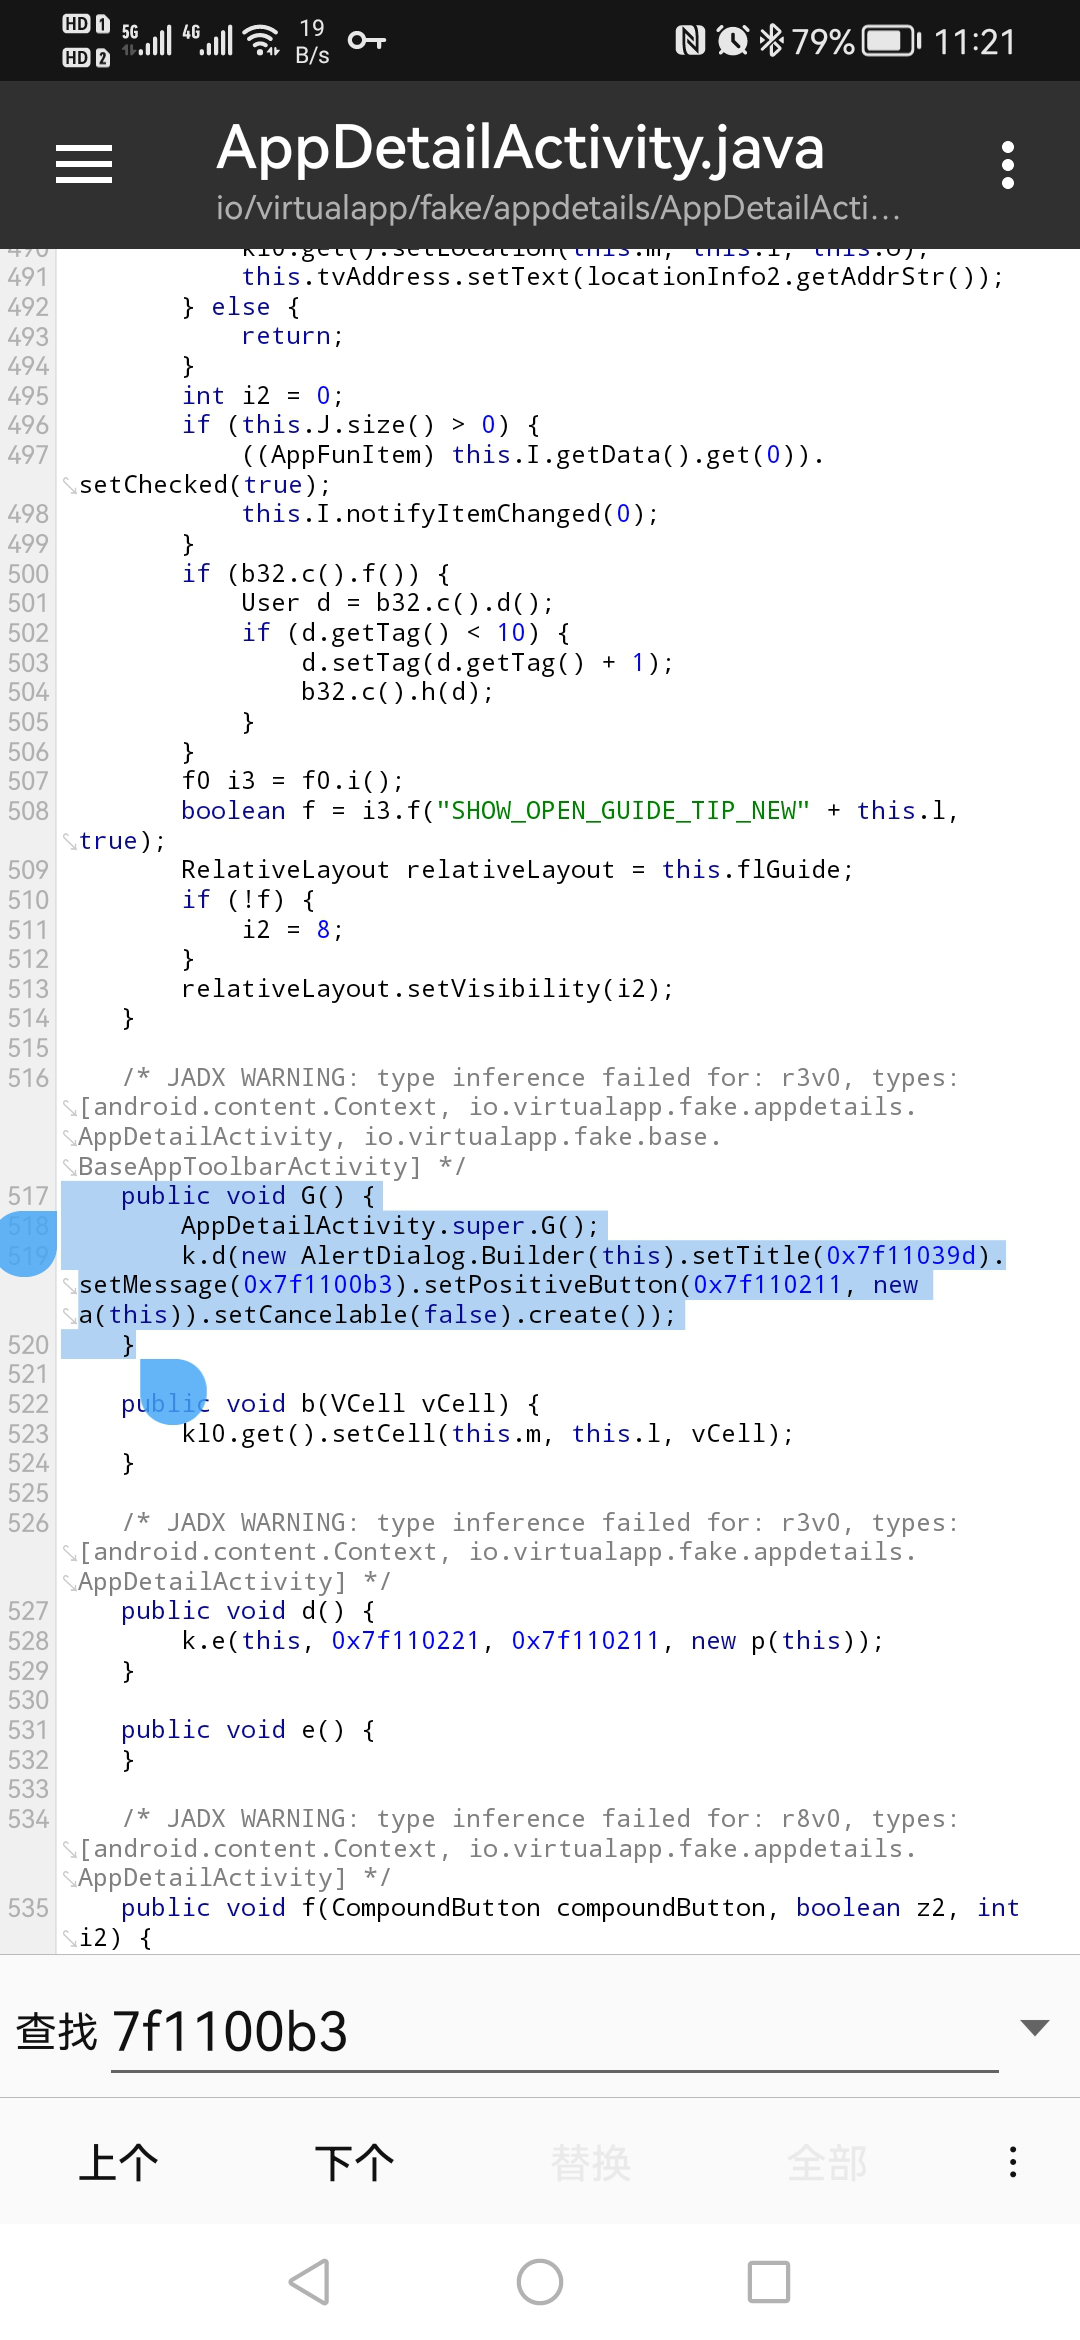 HD 1 5G 4G 19 79% 11:21
HD 2 B/s
AppDetailActivity.java
io/virtualapp/fake/appdetails/AppDetailActi...
490 kl0.get().setLocation(this.m, this.l, this.o);
491 this.tvAddress.setText(locationInfo2.getAddrStr());
492 } else {
493 return;
494 }
495 int i2 = 0;
496 if (this.J.size() > 0) {
497 ((AppFunItem) this.I.getData().get(0)).
setChecked(true);
498 this.I.notifyItemChanged(0);
499 }
500 if (b32.c().f()) {
501 User d = b32.c().d();
502 if (d.getTag() < 10) {
503 d.setTag(d.getTag() + 1);
504 b32.c().h(d);
505 }
506 }
507 f0 i3 = f0.i();
508 boolean f = i3.f("SHOW_OPEN_GUIDE_TIP_NEW" + this.l,
true);
509 RelativeLayout relativeLayout = this.flGuide;
510 if (!f) {
511 i2 = 8;
512 }
513 relativeLayout.setVisibility(i2);
514 }
515
516 /* JADX WARNING: type inference failed for: r3v0, types:
[android.content.Context, io.virtualapp.fake.appdetails.
AppDetailActivity, io.virtualapp.fake.base.
BaseAppToolbarActivity] */
517 public void G() {
518 AppDetailActivity.super.G();
519 k.d(new AlertDialog.Builder(this).setTitle(0x7f11039d).
setMessage(0x7f1100b3).setPositiveButton(0x7f110211, new
a(this)).setCancelable(false).create());
520 }
521
522 public void b(VCell vCell) {
523 kl0.get().setCell(this.m, this.l, vCell);
524 }
525
526 /* JADX WARNING: type inference failed for: r3v0, types:
[android.content.Context, io.virtualapp.fake.appdetails.
AppDetailActivity] */
527 public void d() {
528 k.e(this, 0x7f110221, 0x7f110211, new p(this));
529 }
530
531 public void e() {
532 }
533
534 /* JADX WARNING: type inference failed for: r8v0, types:
[android.content.Context, io.virtualapp.fake.appdetails.
AppDetailActivity] */
535 public void f(CompoundButton compoundButton, boolean z2, int
i2) {
查找 7f1100b3
上个 下个 替换 全部